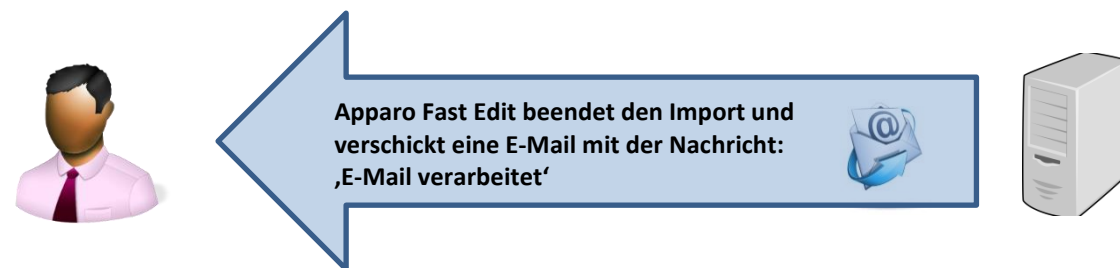 Apparo Fast Edit beendet den Import und
verschickt eine E-Mail mit der Nachricht:
‚E-Mail verarbeitet‘